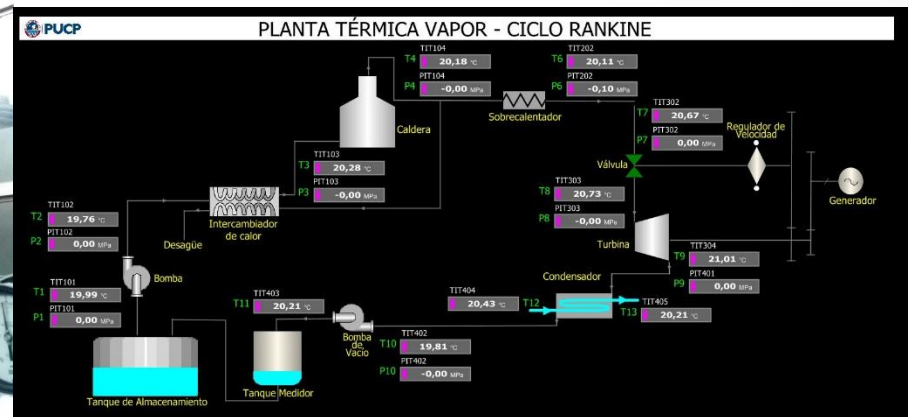 PUCP
PLANTA TÉRMICA VAPOR - CICLO RANKINE
TIT104
T4 20,18 °C
PIT104
P4 -0,00 MPa
TIT202
T6 20,11 °C
PIT202
P6 -0,10 MPa
Sobrecalentador
Caldera
TIT302
T7 20,67 °C
PIT302
P7 0,00 MPa
Regulador de
Velocidad
Válvula
Generador
TIT103
T3 20,28 °C
PIT103
P3 -0,00 MPa
TIT303
T8 20,73 °C
PIT303
P8 -0,00 MPa
TIT102
T2 19,76 °C
PIT102
P2 0,00 MPa
Intercambiador
de calor
Desagüe
Turbina
TIT304
T9 21,01 °C
PIT401
P9 0,00 MPa
Bomba
Condensador
TIT101
T1 19,99 °C
PIT101
P1 0,00 MPa
TIT403
T11 20,21 °C
TIT404
20,43 °C T12
TIT405
T13 20,21 °C
Bomba
de
Vacio
TIT402
T10 19,81 °C
PIT402
P10 -0,00 MPa
Tanque de Almacenamiento
Tanque Medidor